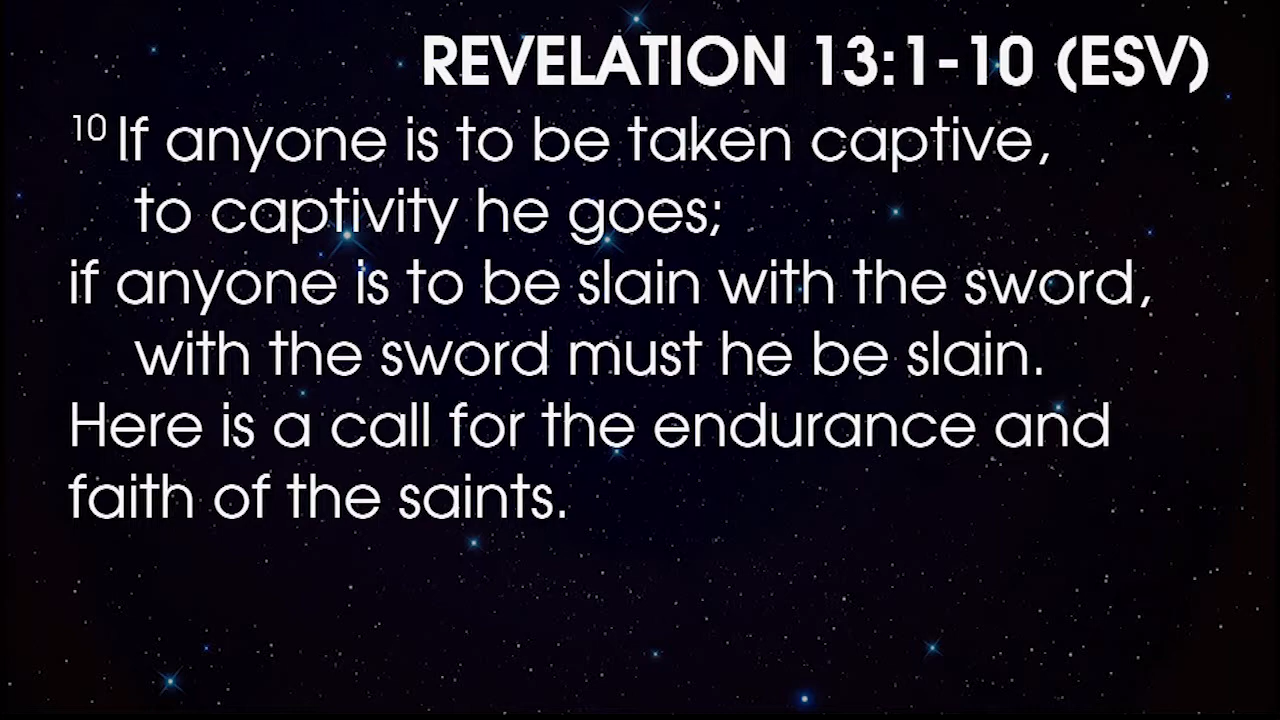 REVELATION 13:1-10 (ESV)
10 If anyone is to be taken captive,
to captivity he goes;
if anyone is to be slain with the sword,
with the sword must he be slain.
Here is a call for the endurance and
faith of the saints.